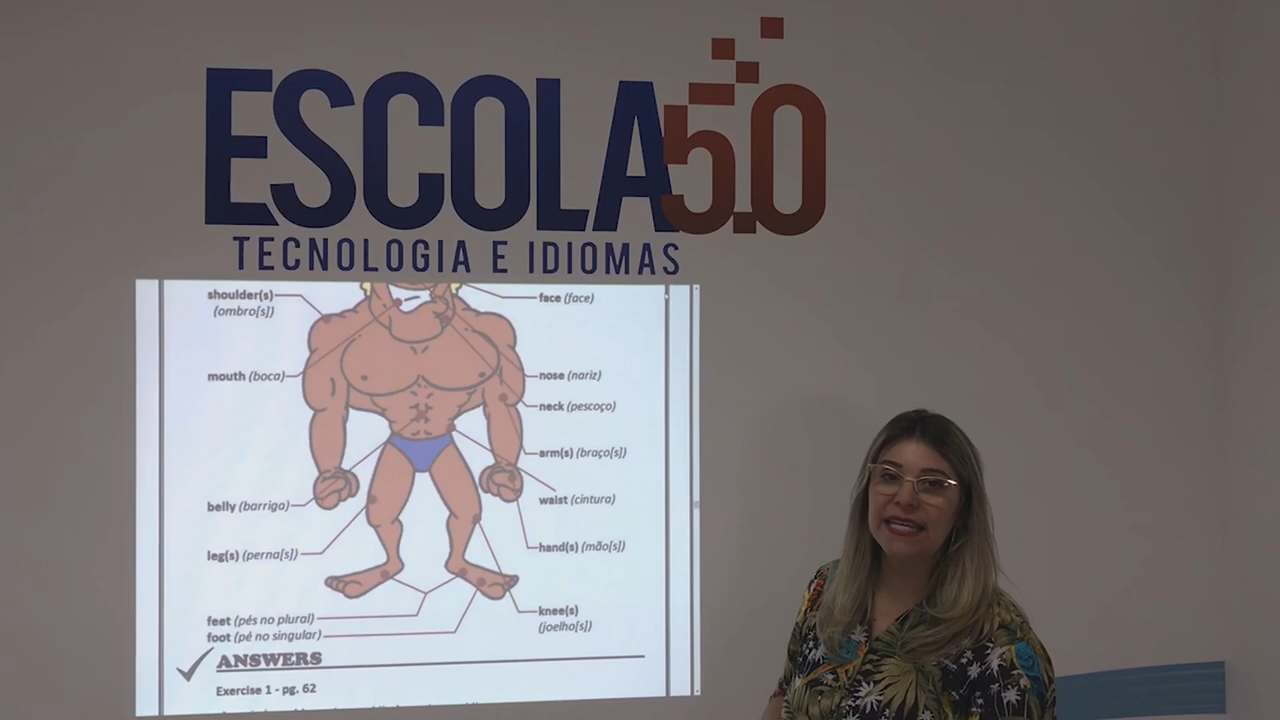 ESCOLA 5.0
TECNOLOGIA E IDIOMAS
shoulder(s)
(ombro[s])
face (face)
mouth (boca)
nose (nariz)
neck (pescoço)
arm(s) (braço[s])
belly (barriga)
waist (cintura)
leg(s) (perna[s])
hand(s) (mão[s])
feet (pés no plural)
foot (pé no singular)
knee(s)
(joelho[s])
ANSWERS
Exercise 1 - pg. 62